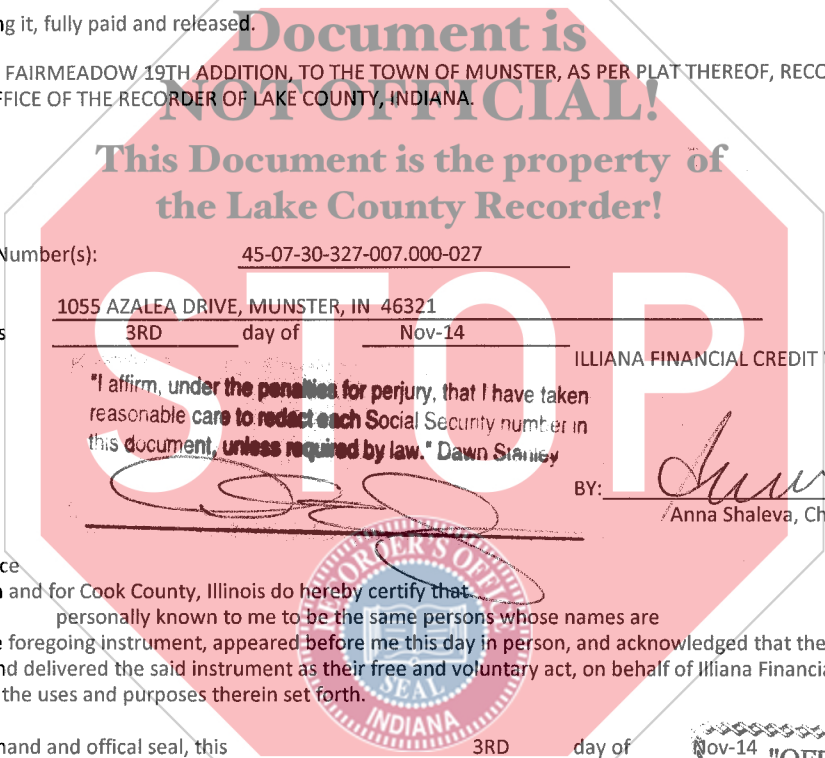 ng it, fully paid and released.
Document is
FAIRMEADOW 19TH ADDITION, TO THE TOWN OF MUNSTER, AS PER PLAT THEREOF, RECO
FFICE OF THE RECORDER OF LAKE COUNTY, INDIANA.
NOT OFFICIAL!
This Document is the property of
the Lake County Recorder!
Number(s): 45-07-30-327-007.000-027
STOP
1055 AZALEA DRIVE, MUNSTER, IN 46321
s 3RD day of Nov-14
ILLIANA FINANCIAL CREDIT
"I affirm, under the penalties for perjury, that I have taken
reasonable care to redact each Social Security number in
this document, unless required by law." Dawn Stanley
BY:
Anna Shaleva, Ch
ce
n and for Cook County, Illinois do hereby certify that
personally known to me to be the same persons whose names are
e foregoing instrument, appeared before me this day in person, and acknowledged that the
nd delivered the said instrument as their free and voluntary act, on behalf of Illiana Financia
the uses and purposes therein set forth.
RECORDER'S OFFICE
SEAL
INDIANA
hand and offical seal, this 3RD day of Nov-14
"OFF